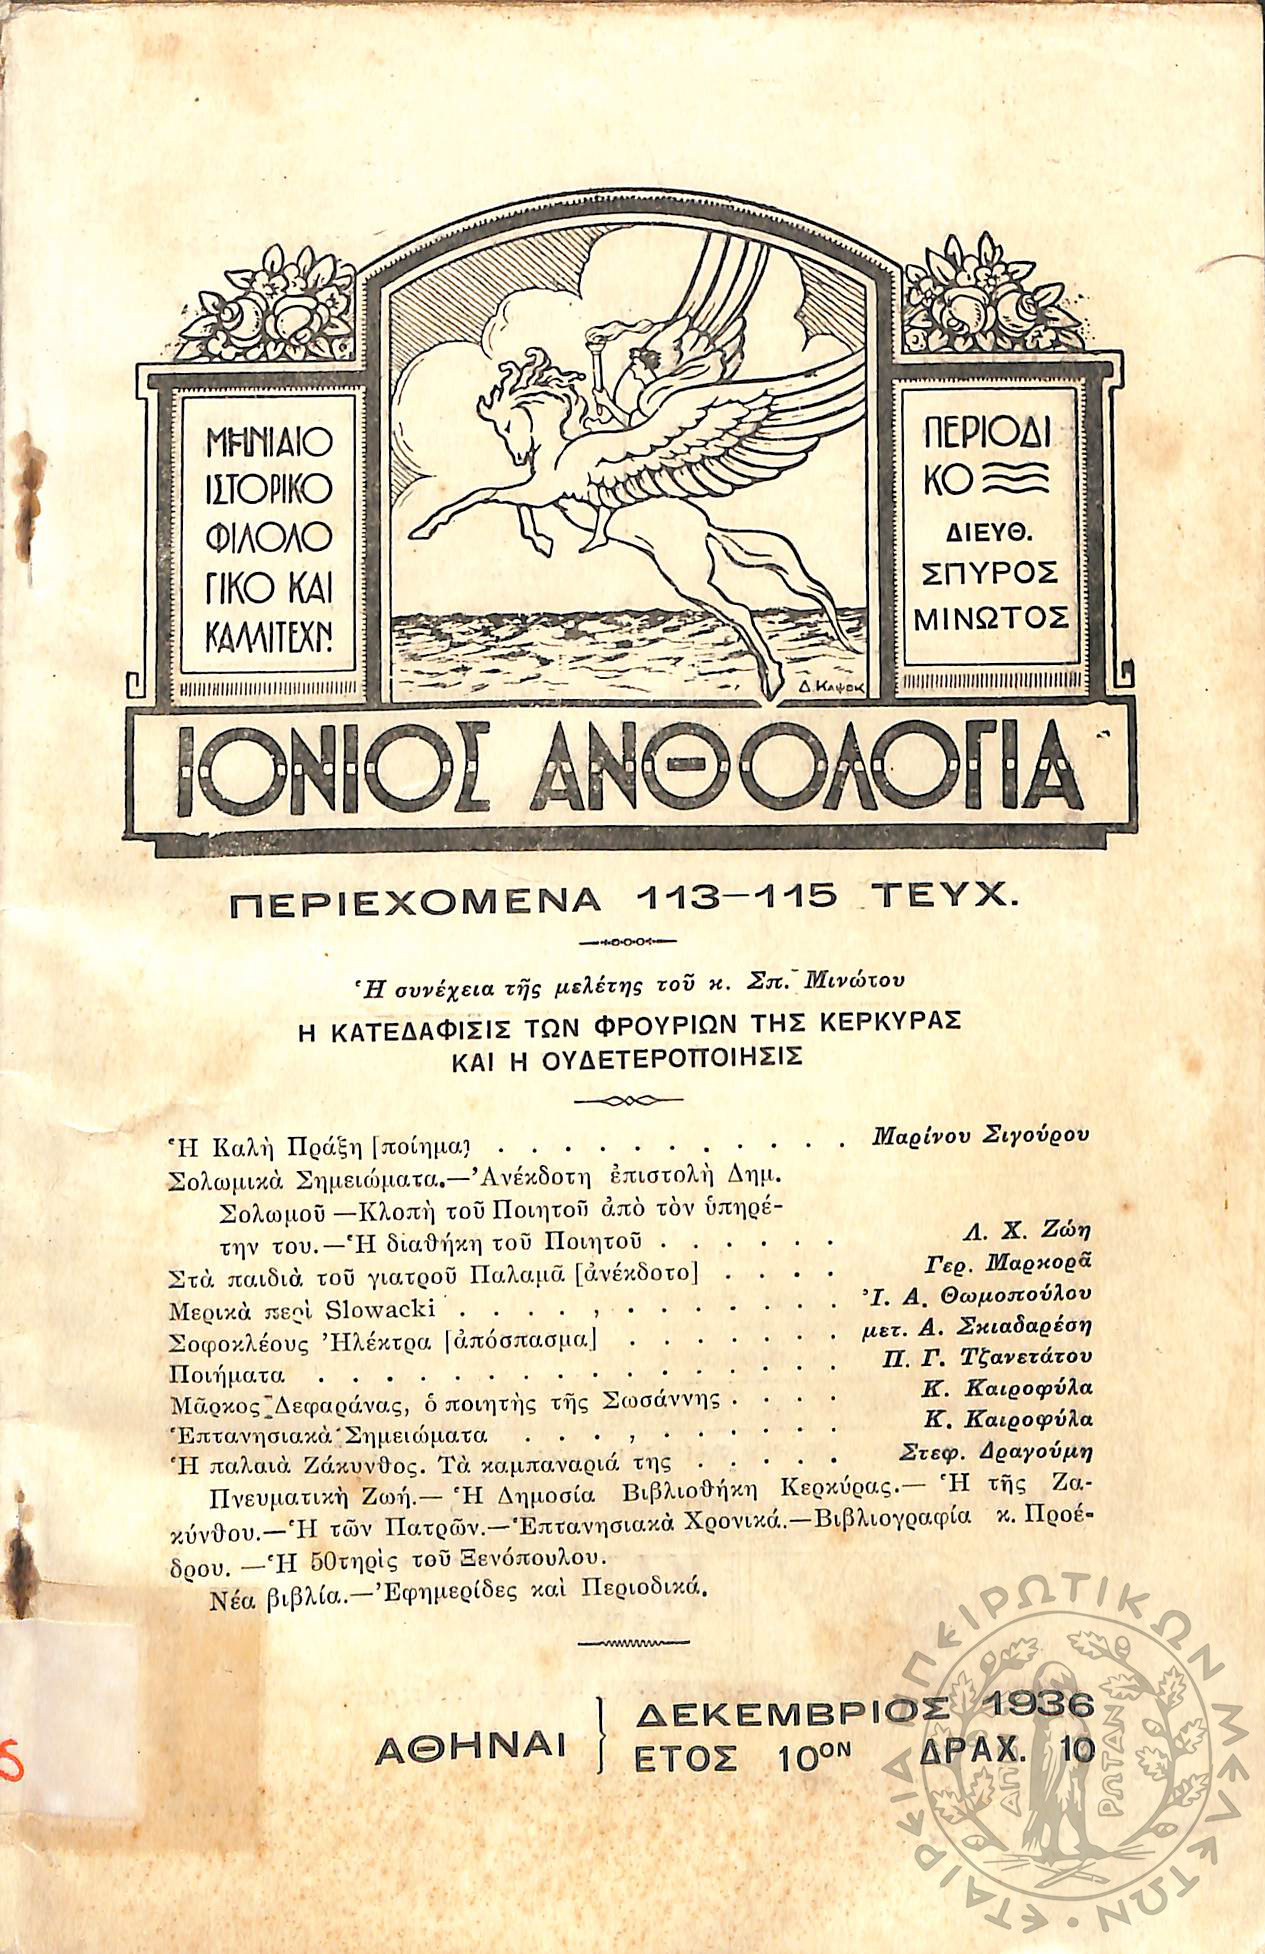 ΜΗΝΙΑΙΟ
ΙΣΤΟΡΙΚΟ
ΦΙΛΟΛΟ
ΓΙΚΟ ΚΑΙ
ΚΑΛΛΙΤΕΧΝ.
ΠΕΡΙΟΔΙ
ΚΟ
ΔΙΕΥΘ.
ΣΠΥΡΟΣ
ΜΙΝΩΤΟΣ
Δ. ΚΑΨΟΚ
ΙΟΝΙΟΣ ΑΝΘΟΛΟΓΙΑ
ΠΕΡΙΕΧΟΜΕΝΑ 113–115 ΤΕΥΧ.
Ἡ συνέχεια τῆς μελέτης τοῦ κ. Σπ. Μινώτου
Η ΚΑΤΕΔΑΦΙΣΙΣ ΤΩΝ ΦΡΟΥΡΙΩΝ ΤΗΣ ΚΕΡΚΥΡΑΣ
ΚΑΙ Η ΟΥΔΕΤΕΡΟΠΟΙΗΣΙΣ
Ἡ Καλὴ Πράξη [ποίημα] . . . . . . . . . . . Μαρίνου Σιγούρου
Σολωμικὰ Σημειώματα.—Ἀνέκδοτη ἐπιστολὴ Δημ.
Σολωμοῦ —Κλοπὴ τοῦ Ποιητοῦ ἀπὸ τὸν ὑπηρέ-
την του.—Ἡ διαθήκη τοῦ Ποιητοῦ . . . . . . Λ. Χ. Ζώη
Στὰ παιδιὰ τοῦ γιατροῦ Παλαμᾶ [ἀνέκδοτο] . . . . Γερ. Μαρκορᾶ
Μερικὰ περὶ Slowacki . . . . , . . . . . . . . Ἰ. Α. Θωμοπούλου
Σοφοκλέους Ἠλέκτρα [ἀπόσπασμα] . . . . . . . μετ. Α. Σκιαδαρέση
Ποιήματα . . . . . . . . . . . . . . . . Π. Γ. Τζανετάτου
Μᾶρκος Δεφαράνας, ὁ ποιητὴς τῆς Σωσάννης . . . . Κ. Καιροφύλα
Ἑπτανησιακὰ Σημειώματα . . . , . . . . . . . Κ. Καιροφύλα
Ἡ παλαιὰ Ζάκυνθος. Τὰ καμπαναριά της . . . . . Στεφ. Δραγούμη
Πνευματικὴ Ζωή.— Ἡ Δημοσία Βιβλιοθήκη Κερκύρας.— Ἡ τῆς Ζα-
κύνθου.—Ἡ τῶν Πατρῶν.—Ἑπτανησιακὰ Χρονικά.—Βιβλιογραφία κ. Προέ-
δρου. —Ἡ 50τηρὶς τοῦ Ξενόπουλου.
Νέα βιβλία.—Ἐφημερίδες καὶ Περιοδικά.
ΑΘΗΝΑΙ
ΔΕΚΕΜΒΡΙΟΣ 1936
ΕΤΟΣ 10ΟΝ ΔΡΑΧ. 10
ΕΤΑΙΡΕΙΑ ΗΠΕΙΡΩΤΙΚΩΝ ΜΕΛΕΤΩΝ
ΑΠΕΙ ΡΩΤΑΝ